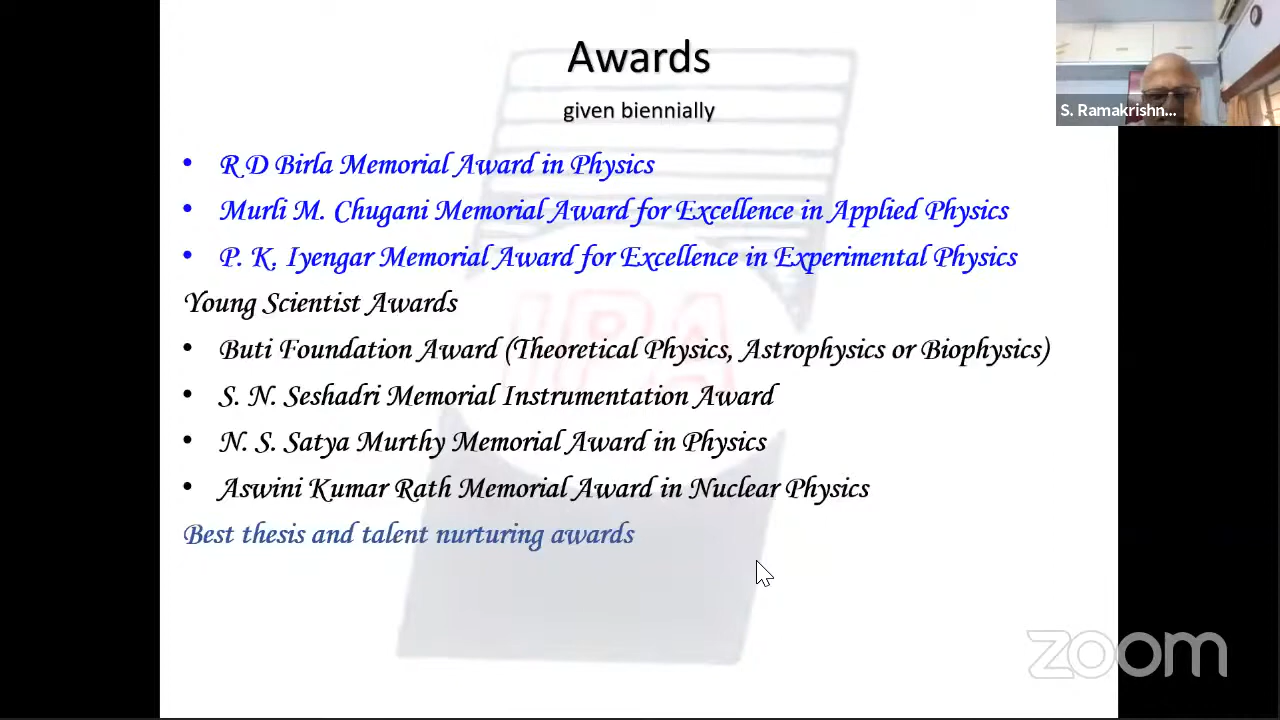 Awards
given biennially
S. Ramakrishn...
• R D Birla Memorial Award in Physics
• Murli M. Chugani Memorial Award for Excellence in Applied Physics
• P. K. Iyengar Memorial Award for Excellence in Experimental Physics
Young Scientist Awards
• Buti Foundation Award (Theoretical Physics, Astrophysics or Biophysics)
• S. N. Seshadri Memorial Instrumentation Award
• N. S. Satya Murthy Memorial Award in Physics
• Aswini Kumar Rath Memorial Award in Nuclear Physics
Best thesis and talent nurturing awards
IPA
zoom